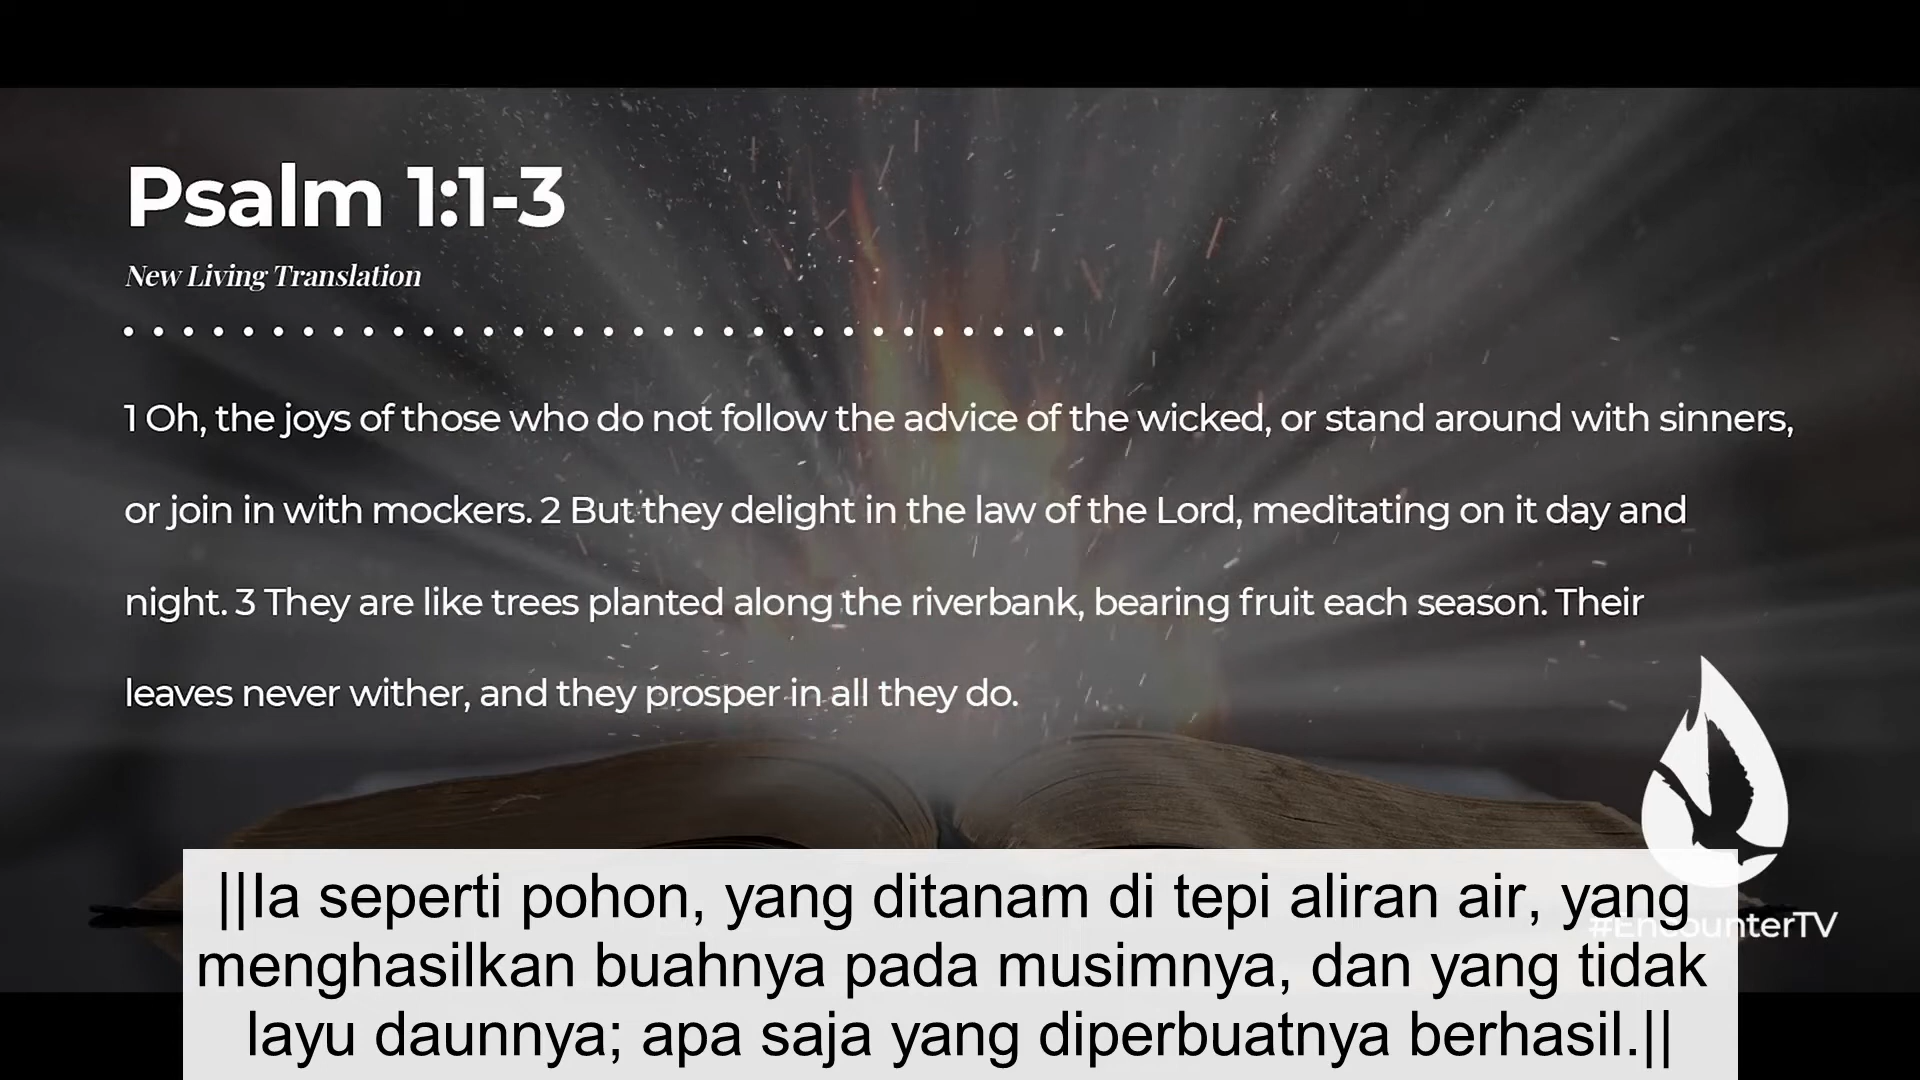 Psalm 1:1-3
New Living Translation
1 Oh, the joys of those who do not follow the advice of the wicked, or stand around with sinners,
or join in with mockers. 2 But they delight in the law of the Lord, meditating on it day and
night. 3 They are like trees planted along the riverbank, bearing fruit each season. Their
leaves never wither, and they prosper in all they do.
#EncounterTV
||Ia seperti pohon, yang ditanam di tepi aliran air, yang
menghasilkan buahnya pada musimnya, dan yang tidak
layu daunnya; apa saja yang diperbuatnya berhasil.||